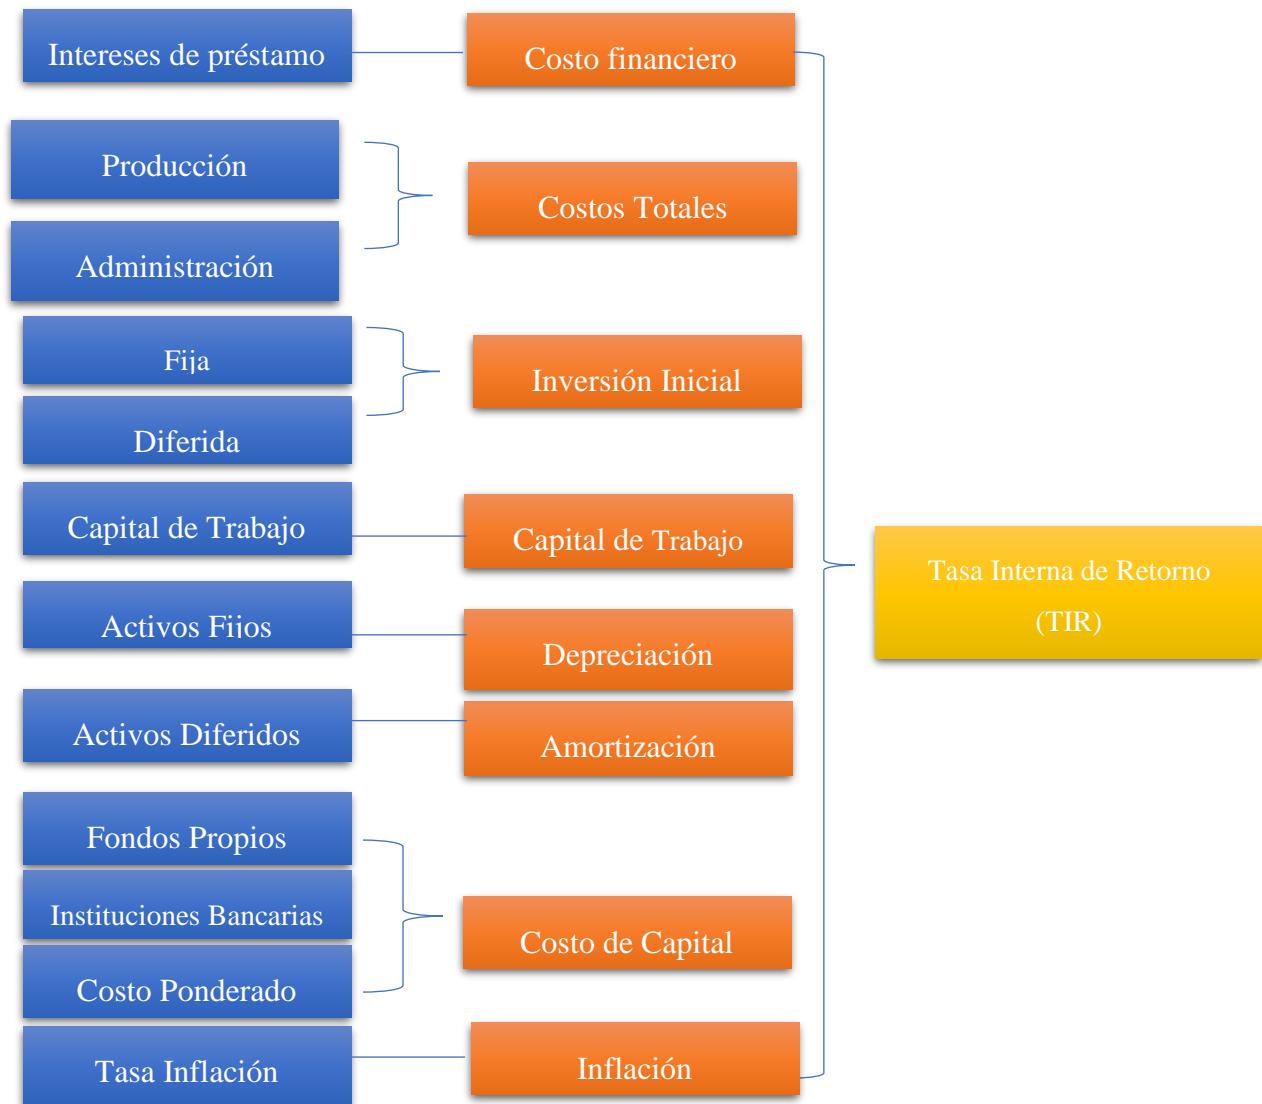 Intereses de préstamo
Costo financiero
Producción
Administración
Costos Totales
Fija
Diferida
Inversión Inicial
Capital de Trabajo
Capital de Trabajo
Activos Fijos
Depreciación
Activos Diferidos
Amortización
Fondos Propios
Instituciones Bancarias
Costo Ponderado
Costo de Capital
Tasa Inflación
Inflación
Tasa Interna de Retorno
(TIR)